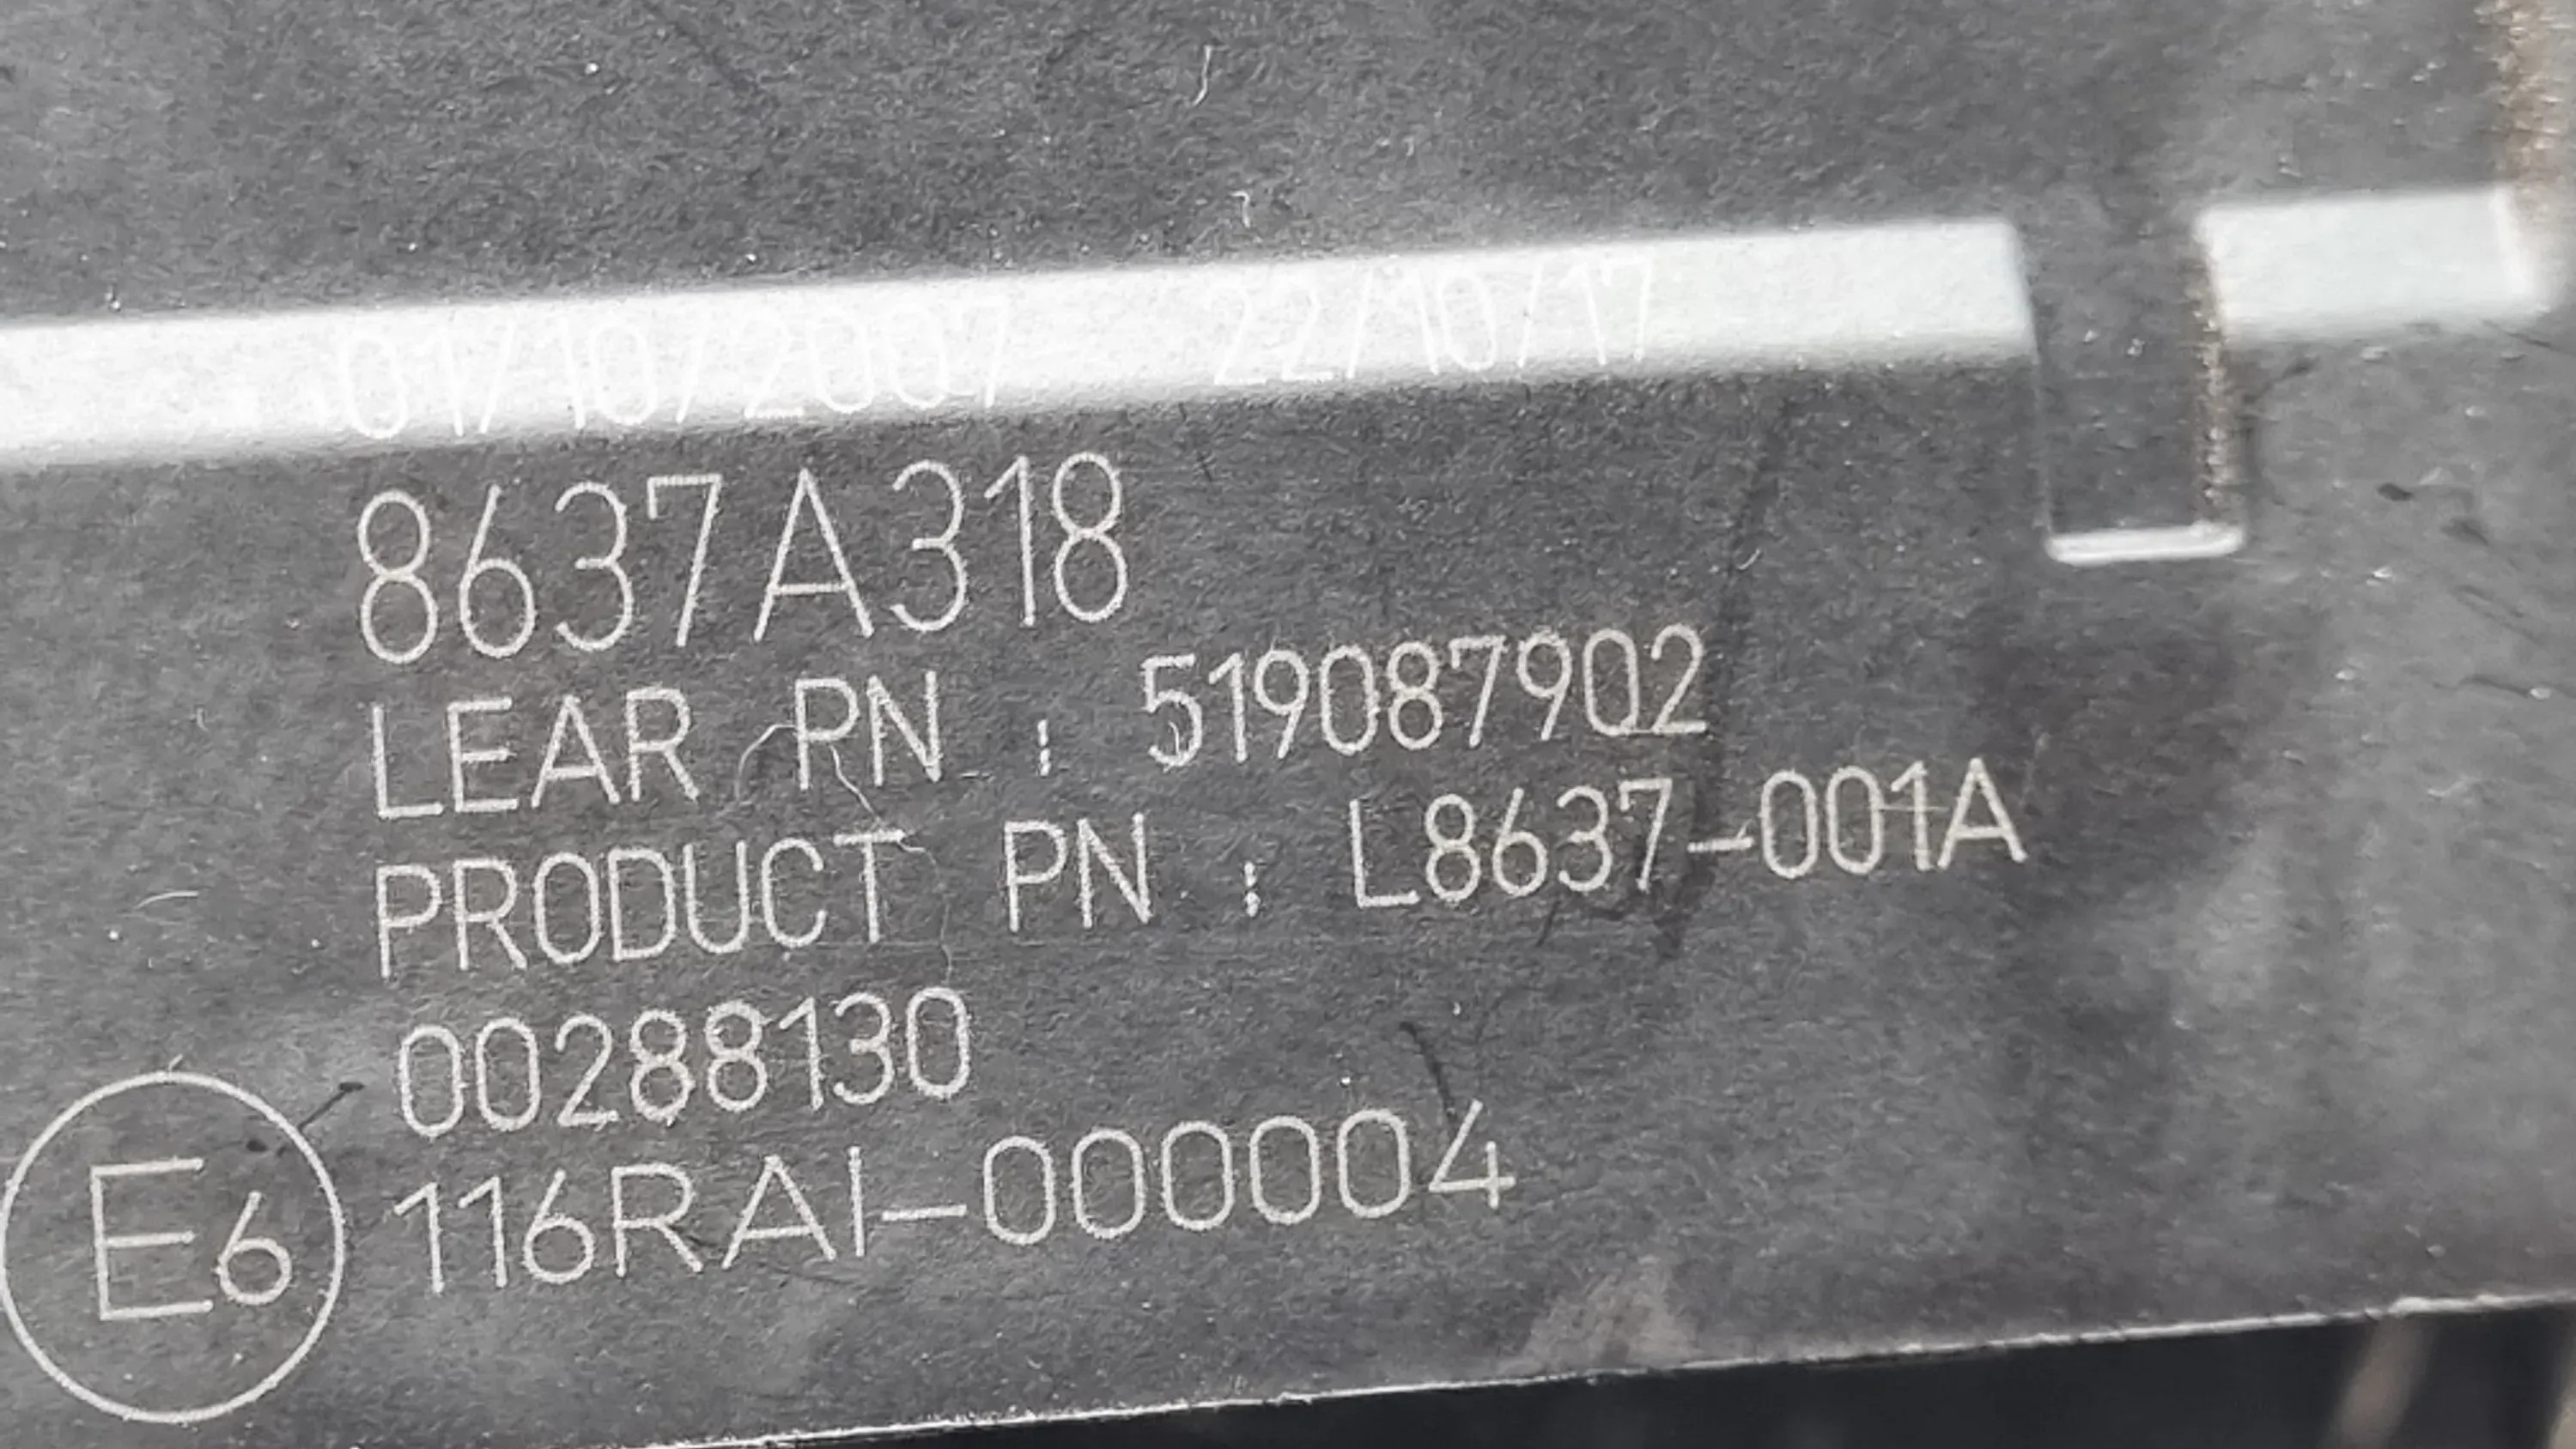 01/10/2007 22/10/17
8637A318
LEAR PN : 519087902
PRODUCT PN : L8637-001A
00288130
E6 116RAI-000004